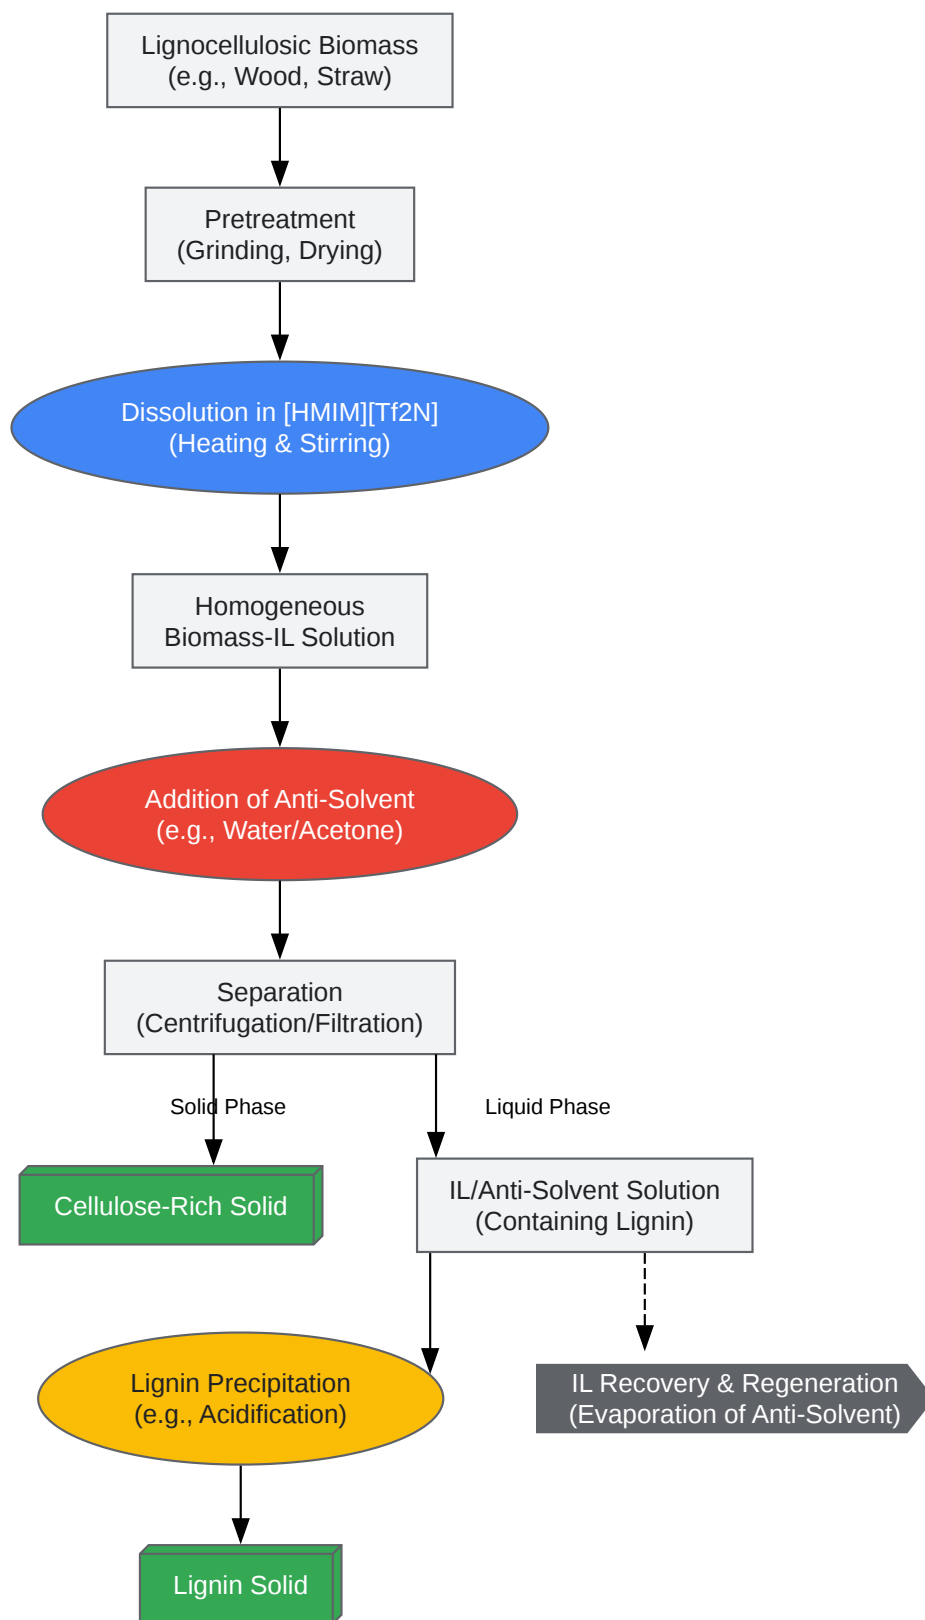 Lignocellulosic Biomass
(e.g., Wood, Straw)
Pretreatment
(Grinding, Drying)
Dissolution in [HMIM][Tf2N]
(Heating & Stirring)
Homogeneous
Biomass-IL Solution
Addition of Anti-Solvent
(e.g., Water/Acetone)
Separation
(Centrifugation/Filtration)
Solid Phase
Liquid Phase
Cellulose-Rich Solid
IL/Anti-Solvent Solution
(Containing Lignin)
Lignin Precipitation
(e.g., Acidification)
IL Recovery & Regeneration
(Evaporation of Anti-Solvent)
Lignin Solid